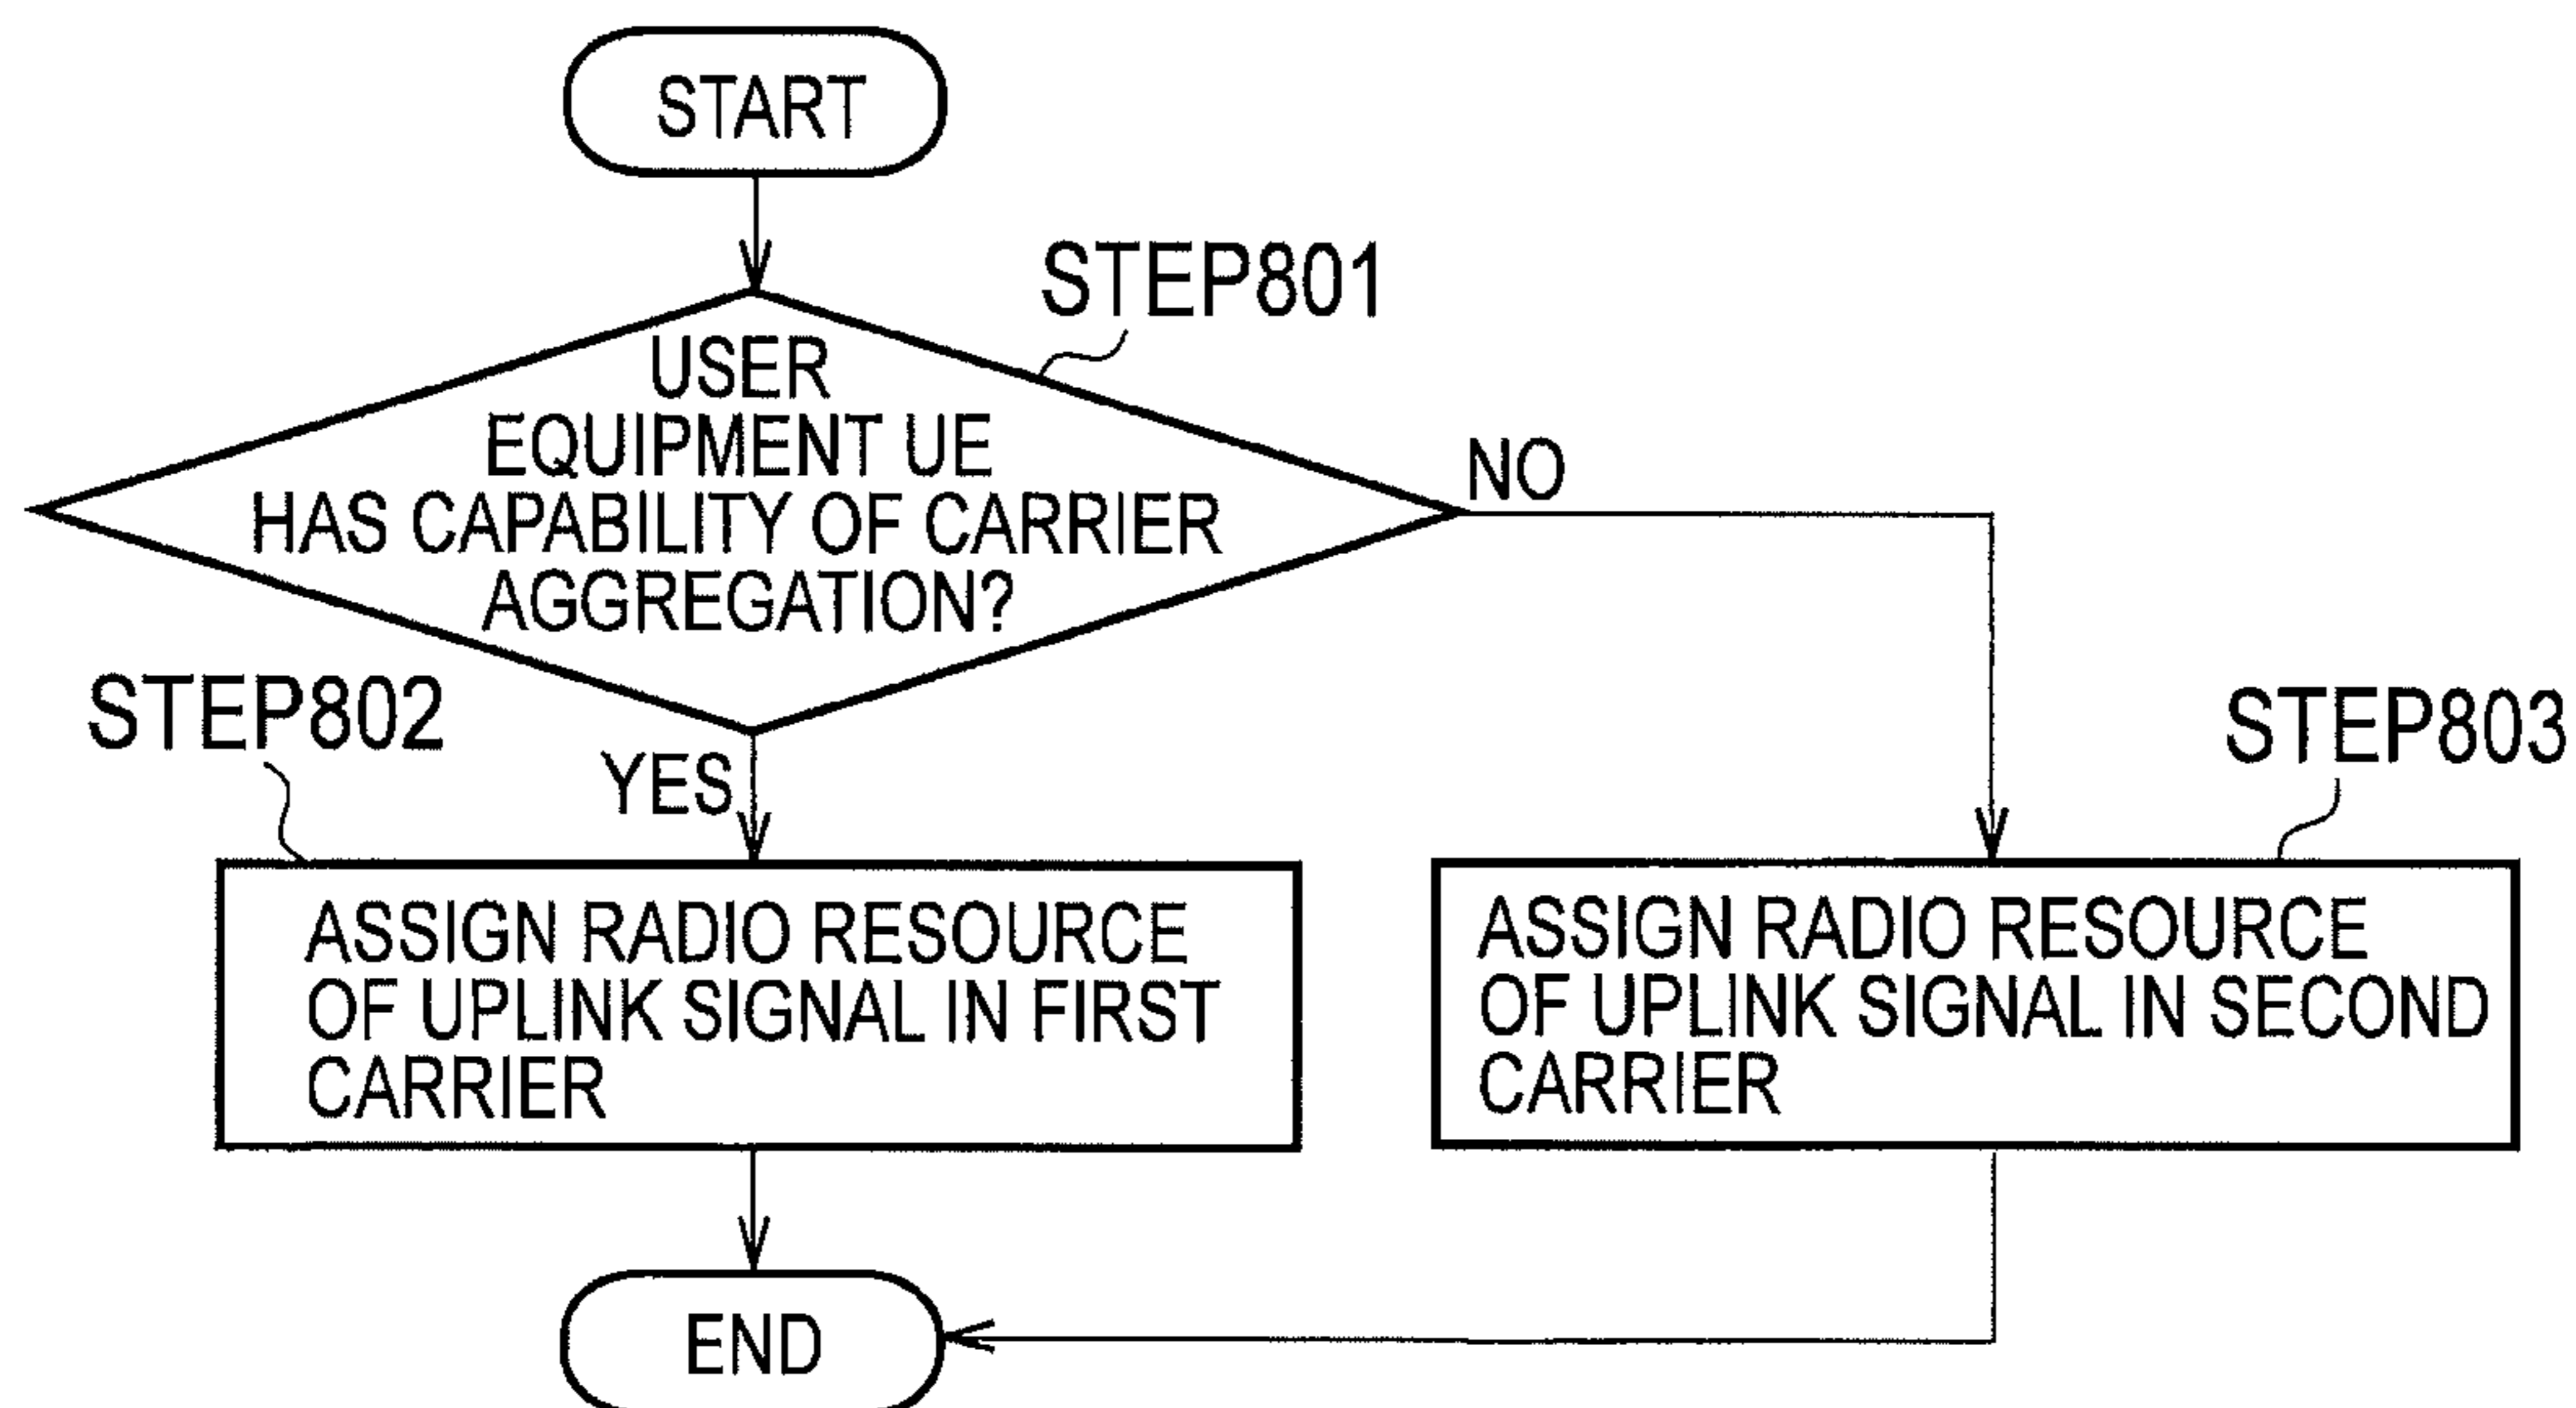 START
STEP801
USER
EQUIPMENT UE
HAS CAPABILITY OF CARRIER
AGGREGATION?
NO
YES
STEP802
ASSIGN RADIO RESOURCE
OF UPLINK SIGNAL IN FIRST
CARRIER
STEP803
ASSIGN RADIO RESOURCE
OF UPLINK SIGNAL IN SECOND
CARRIER
END